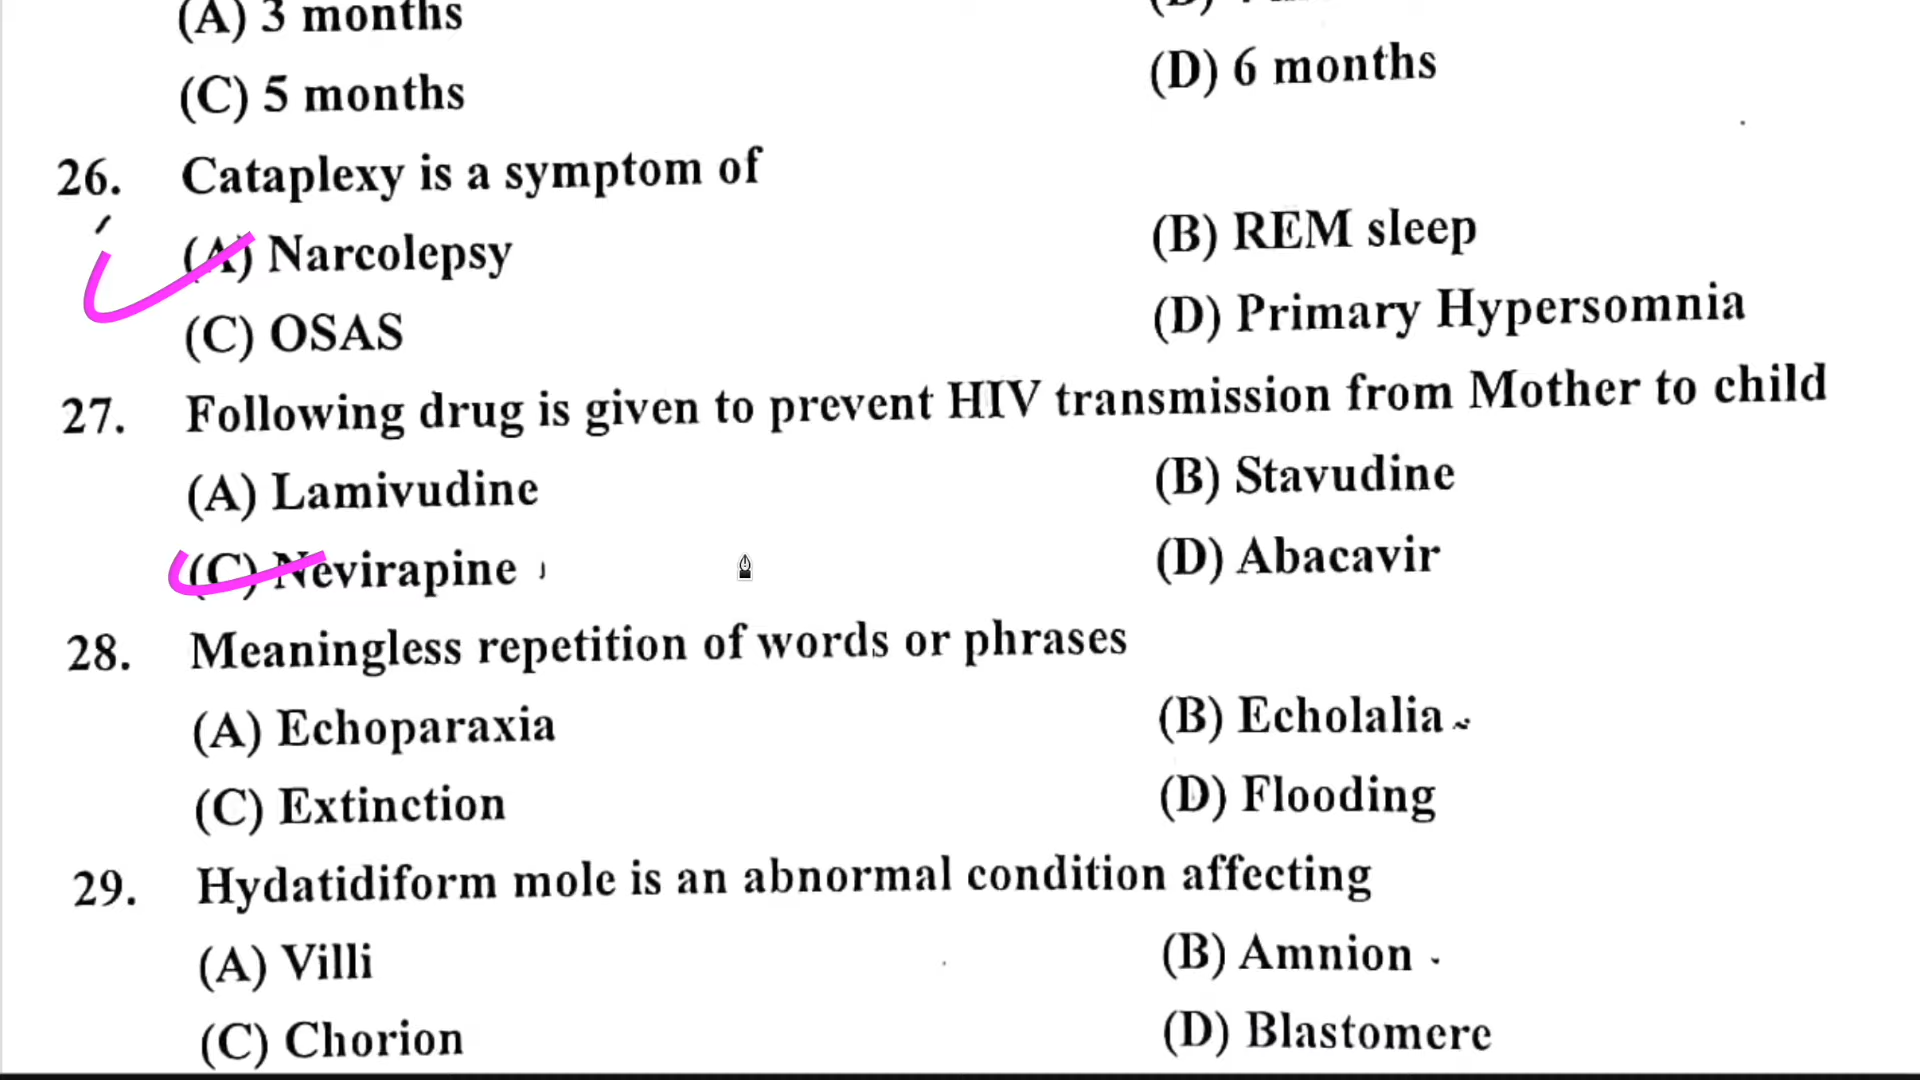 (A) 3 months
(C) 5 months
(D) 6 months
26. Cataplexy is a symptom of
(A) Narcolepsy
(B) REM sleep
(C) OSAS
(D) Primary Hypersomnia
27. Following drug is given to prevent HIV transmission from Mother to child
(A) Lamivudine
(B) Stavudine
(C) Nevirapine
(D) Abacavir
28. Meaningless repetition of words or phrases
(A) Echoparaxia
(B) Echolalia
(C) Extinction
(D) Flooding
29. Hydatidiform mole is an abnormal condition affecting
(A) Villi
(B) Amnion
(C) Chorion
(D) Blastomere